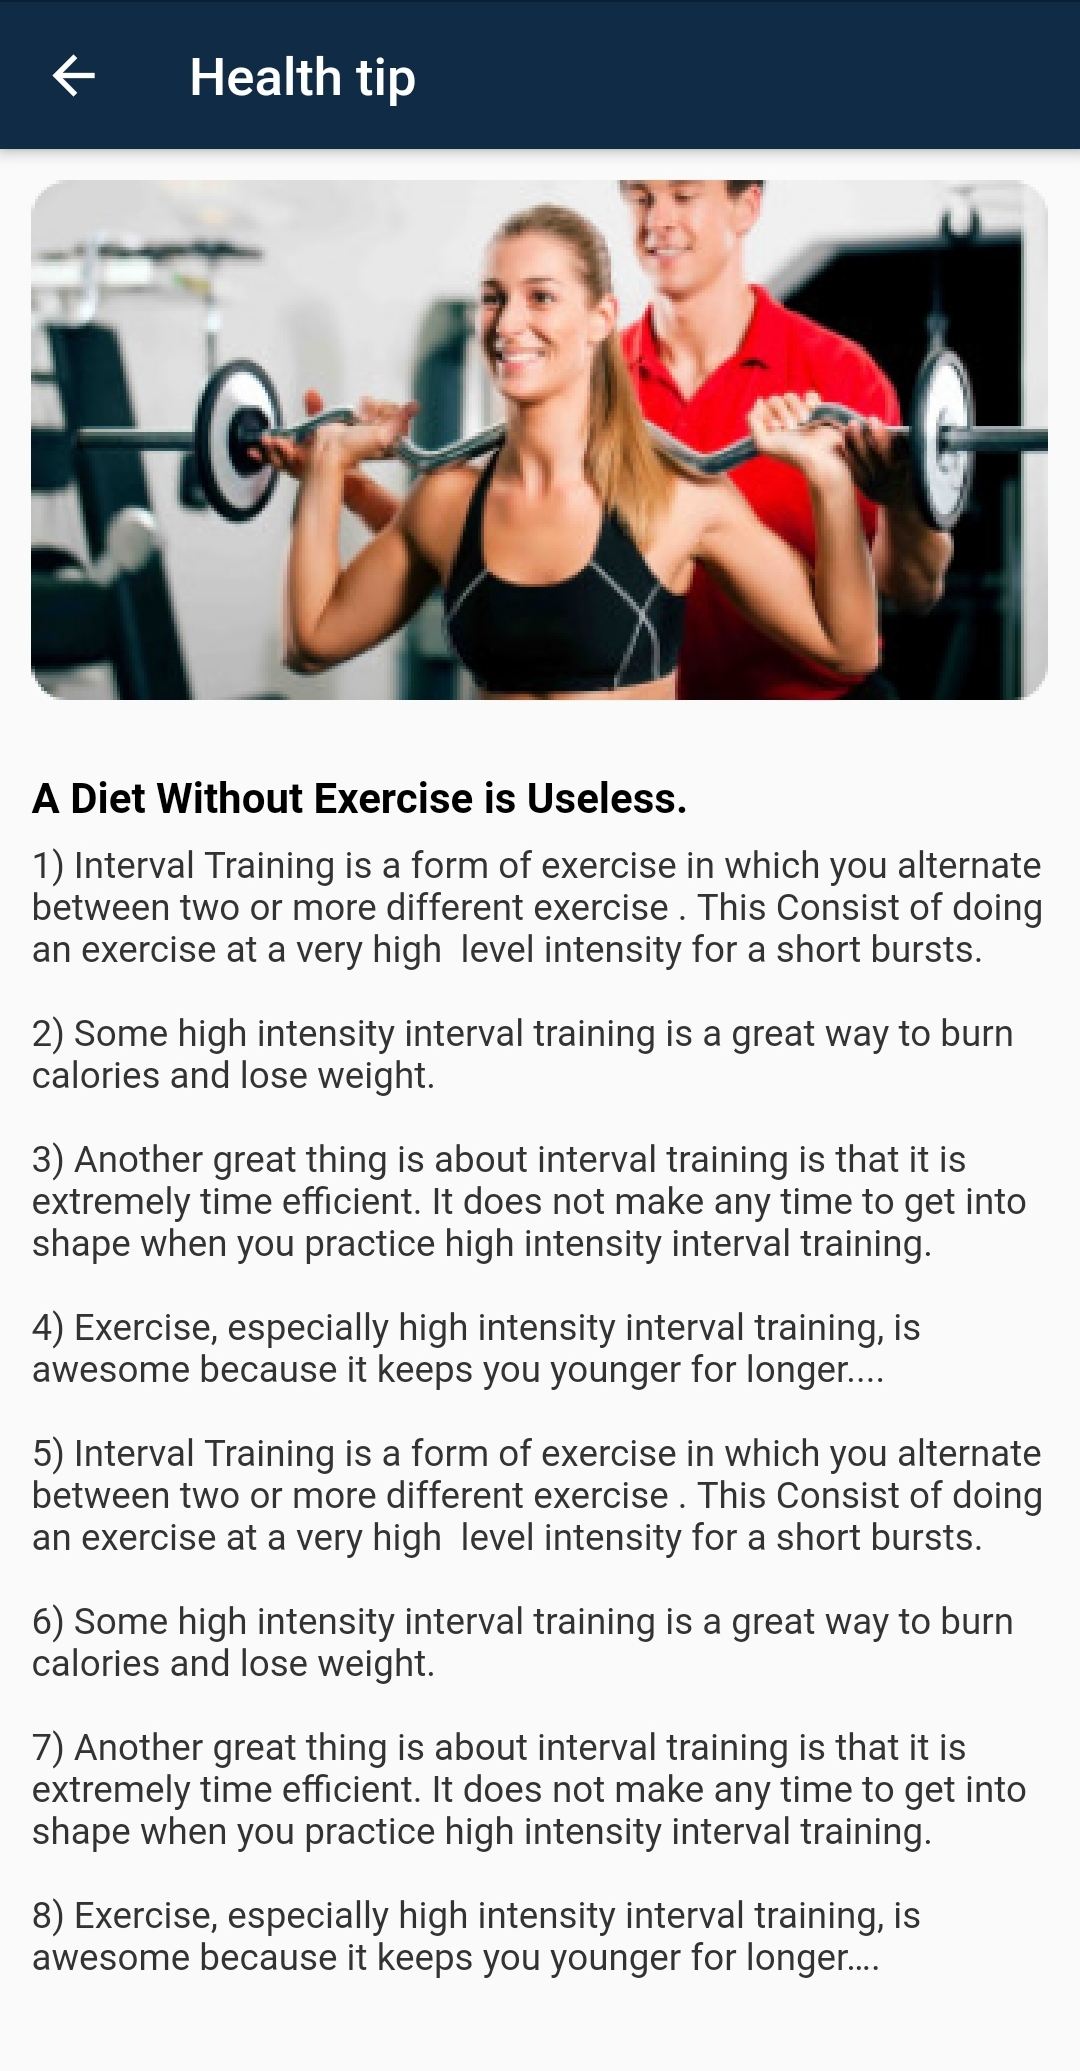 Health tip
A Diet Without Exercise is Useless.
1) Interval Training is a form of exercise in which you alternate
between two or more different exercise . This Consist of doing
an exercise at a very high  level intensity for a short bursts.
2) Some high intensity interval training is a great way to burn
calories and lose weight.
3) Another great thing is about interval training is that it is
extremely time efficient. It does not make any time to get into
shape when you practice high intensity interval training.
4) Exercise, especially high intensity interval training, is
awesome because it keeps you younger for longer....
5) Interval Training is a form of exercise in which you alternate
between two or more different exercise . This Consist of doing
an exercise at a very high  level intensity for a short bursts.
6) Some high intensity interval training is a great way to burn
calories and lose weight.
7) Another great thing is about interval training is that it is
extremely time efficient. It does not make any time to get into
shape when you practice high intensity interval training.
8) Exercise, especially high intensity interval training, is
awesome because it keeps you younger for longer….